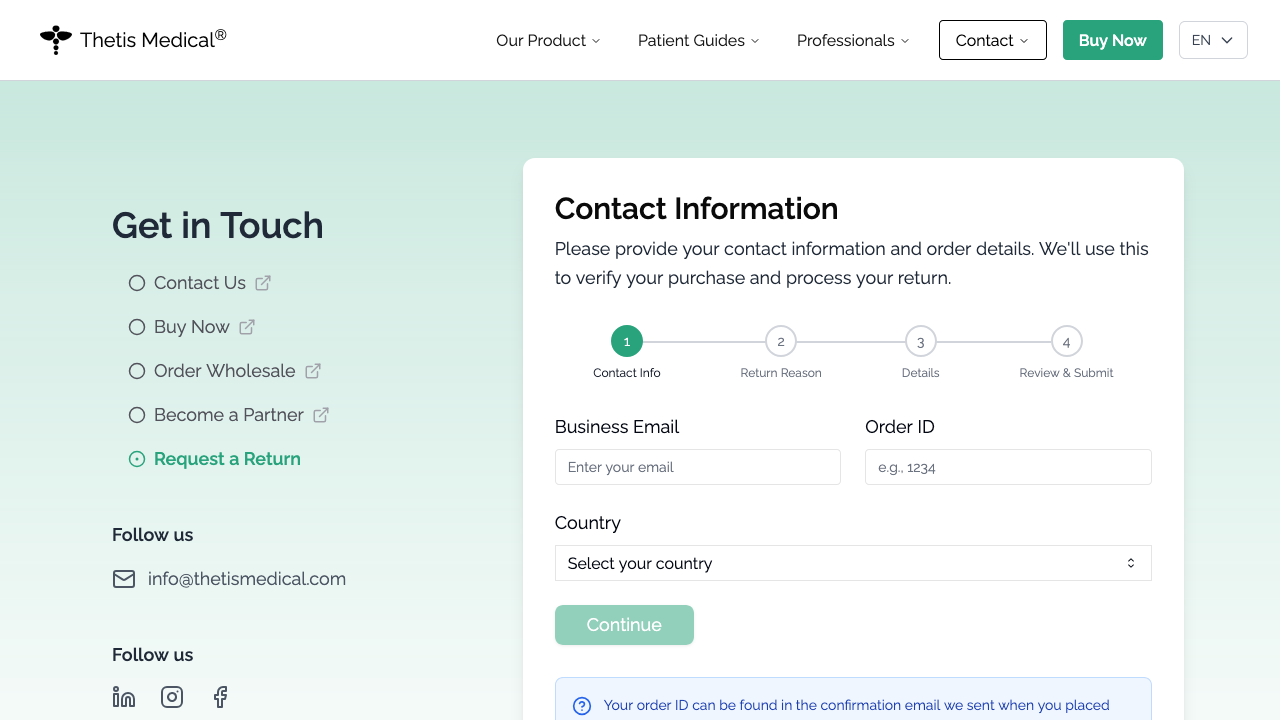 Thetis Medical®
Our Product
Patient Guides
Professionals
Contact
Buy Now
EN
Get in Touch
Contact Us
Buy Now
Order Wholesale
Become a Partner
Request a Return
Follow us
info@thetismedical.com
Follow us
Contact Information
Please provide your contact information and order details. We'll use this
to verify your purchase and process your return.
1
2
3
4
Contact Info
Return Reason
Details
Review & Submit
Business Email
Order ID
Enter your email
e.g., 1234
Country
Select your country
Continue
Your order ID can be found in the confirmation email we sent when you placed